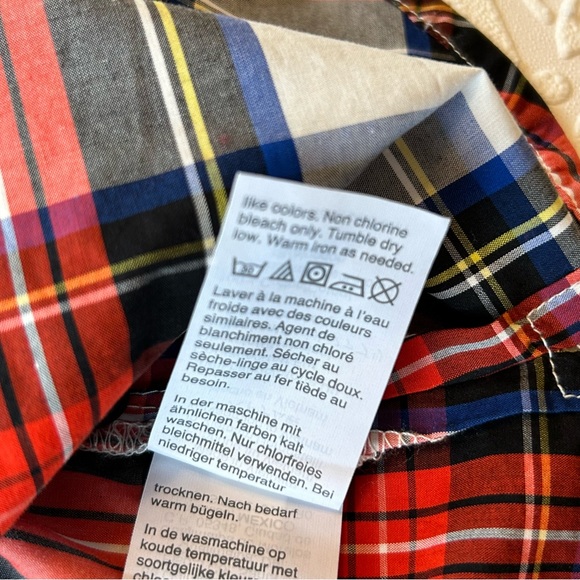 like colors. Non chlorine
bleach only. Tumble dry
low. Warm iron as needed.
30
Laver à la machine à l'eau
froide avec des couleurs
similaires. Agent de
blanchiment non chloré
seulement. Sécher au
sèche-linge au cycle doux.
Repasser au fer tiède au
besoin.
In der maschine mit
ähnlichen farben kalt
waschen. Nur chlorfreies
bleichmittel verwenden. Bei
niedriger temperatur
trocknen. Nach bedarf
warm bügeln.
MEXICO
In de wasmachine op
koude temperatuur met
soortgelijke kleuren